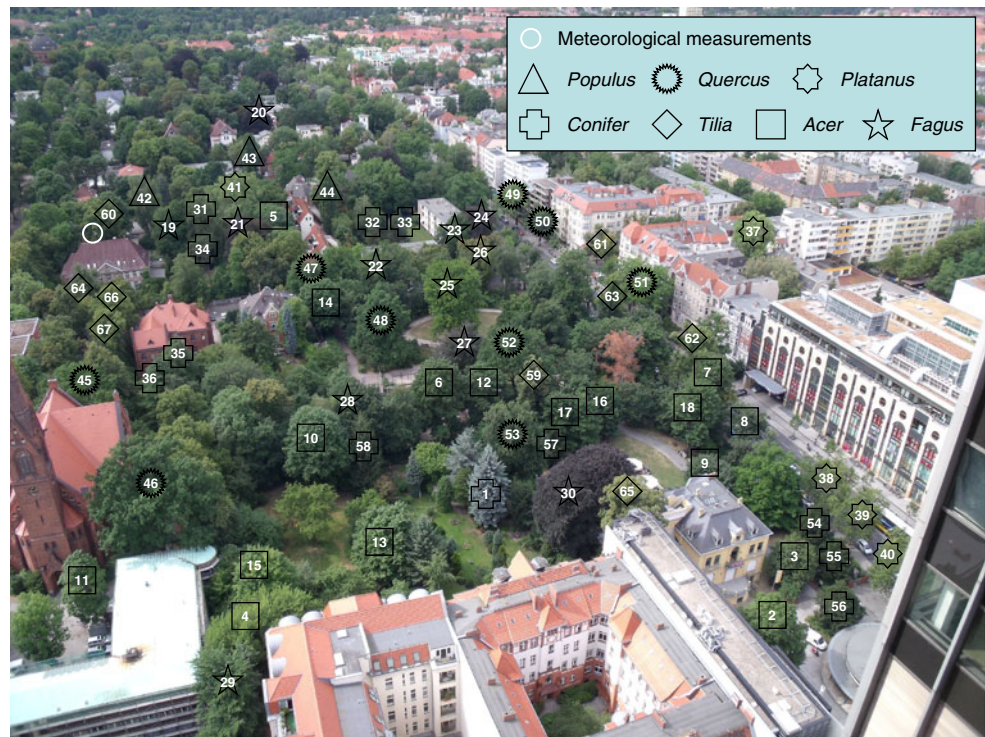 Meteorological measurements
Populus Quercus Platanus
Conifer Tilia Acer Fagus
20
43
41
42 44 49
60 31 5 24 50
19 21 32 33 23 37
34 26 61
47 22
64 66 14 25 63 51
67 48
35 27 52 62
36 59 7
45 6 12
28 17 16 18 8
10 58 53 57
9
46 1 30 65 38
39
13 54
15 3 55 40
11
4 2 56
29